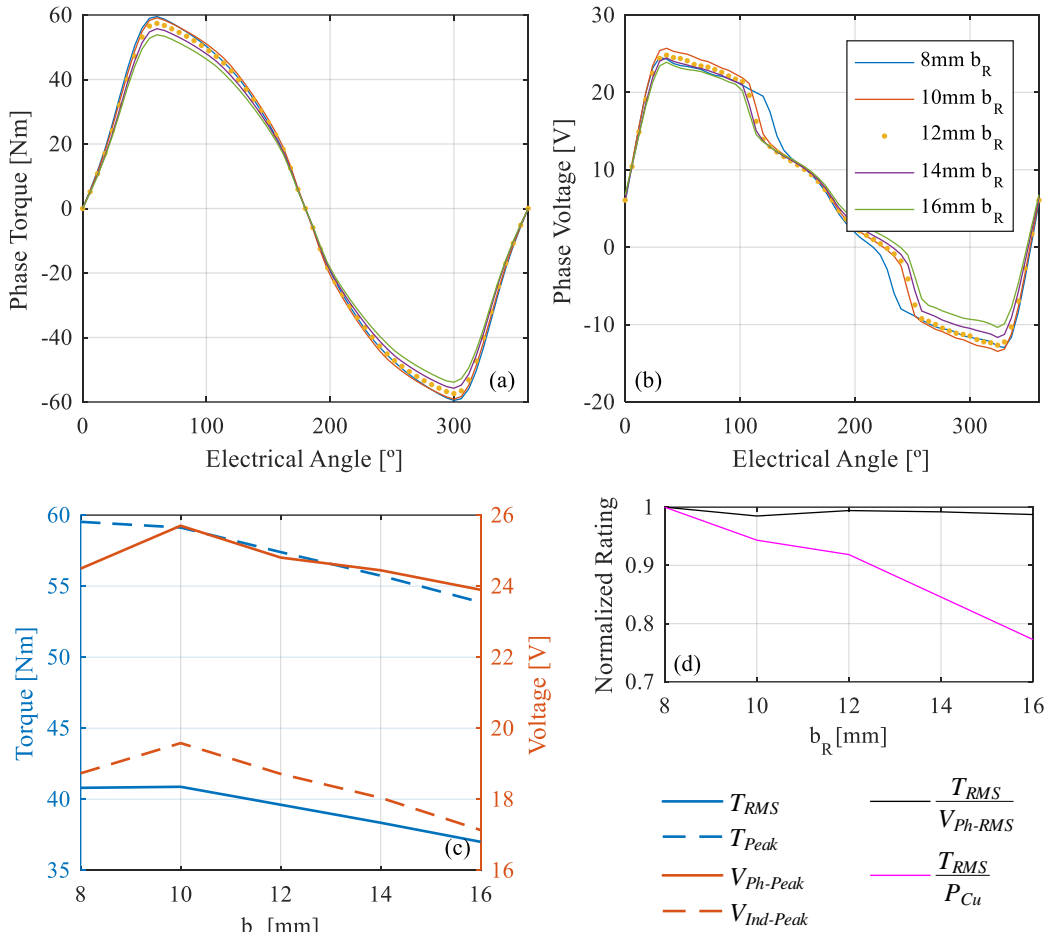 60
40
20
0
-20
-40
-60
Phase Torque [Nm]
0
100
200
300
Electrical Angle [º]
(a)
30
20
10
0
-10
-20
Phase Voltage [V]
0
100
200
300
Electrical Angle [º]
(b)
8mm b_R
10mm b_R
12mm b_R
14mm b_R
16mm b_R
60
55
50
45
40
35
Torque [Nm]
26
24
22
20
18
16
Voltage [V]
8
10
12
14
16
b [mm]
(c)
1
0.9
0.8
0.7
Normalized Rating
8
10
12
14
16
b_R [mm]
(d)
T_RMS
T_Peak
V_Ph-Peak
V_Ind-Peak
T_RMS
V_Ph-RMS
T_RMS
P_Cu